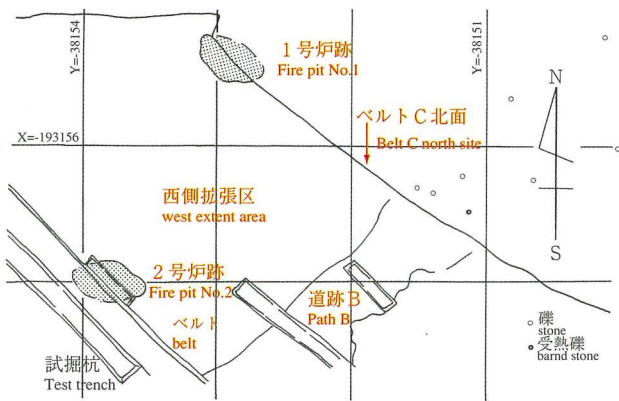 Y=-38154
1号炉跡
Fire pit No.1
Y=-38151
N
ベルトC北面
Belt C north site
X=-193156
西側拡張区
west extent area
S
2号炉跡
Fire pit No.2
道跡B
Path B
ベルト
belt
礫
stone
受熱礫
barnd stone
試掘杭
Test trench